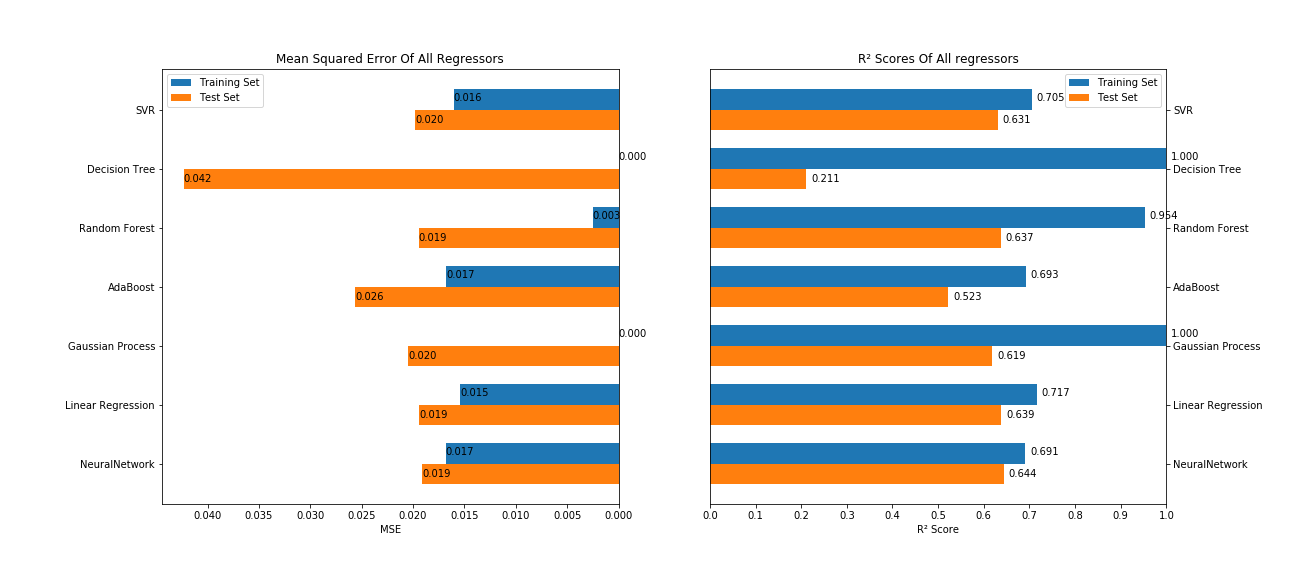 Mean Squared Error Of All Regressors
Training Set
Test Set
SVR
Decision Tree
Random Forest
AdaBoost
Gaussian Process
Linear Regression
NeuralNetwork
0.016
0.020
0.000
0.042
0.003
0.019
0.017
0.026
0.000
0.020
0.015
0.019
0.017
0.019
0.040 0.035 0.030 0.025 0.020 0.015 0.010 0.005 0.000
MSE
R² Scores Of All regressors
Training Set
Test Set
0.705
0.631
1.000
0.211
0.954
0.637
0.693
0.523
1.000
0.619
0.717
0.639
0.691
0.644
SVR
Decision Tree
Random Forest
AdaBoost
Gaussian Process
Linear Regression
NeuralNetwork
0.0 0.1 0.2 0.3 0.4 0.5 0.6 0.7 0.8 0.9 1.0
R² Score